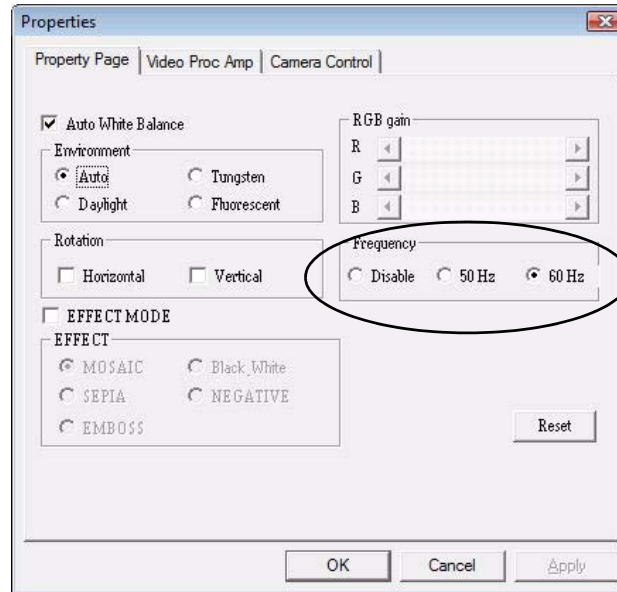 Properties
Property Page Video Proc Amp Camera Control
Auto White Balance
Environment
Auto Tungsten
Daylight Fluorescent
RGB gain
R
G
B
Rotation
Horizontal Vertical
Frequency
Disable 50 Hz 60 Hz
EFFECT MODE
EFFECT
MOSAIC Black_White
SEPIA NEGATIVE
EMBOSS
Reset
OK Cancel Apply